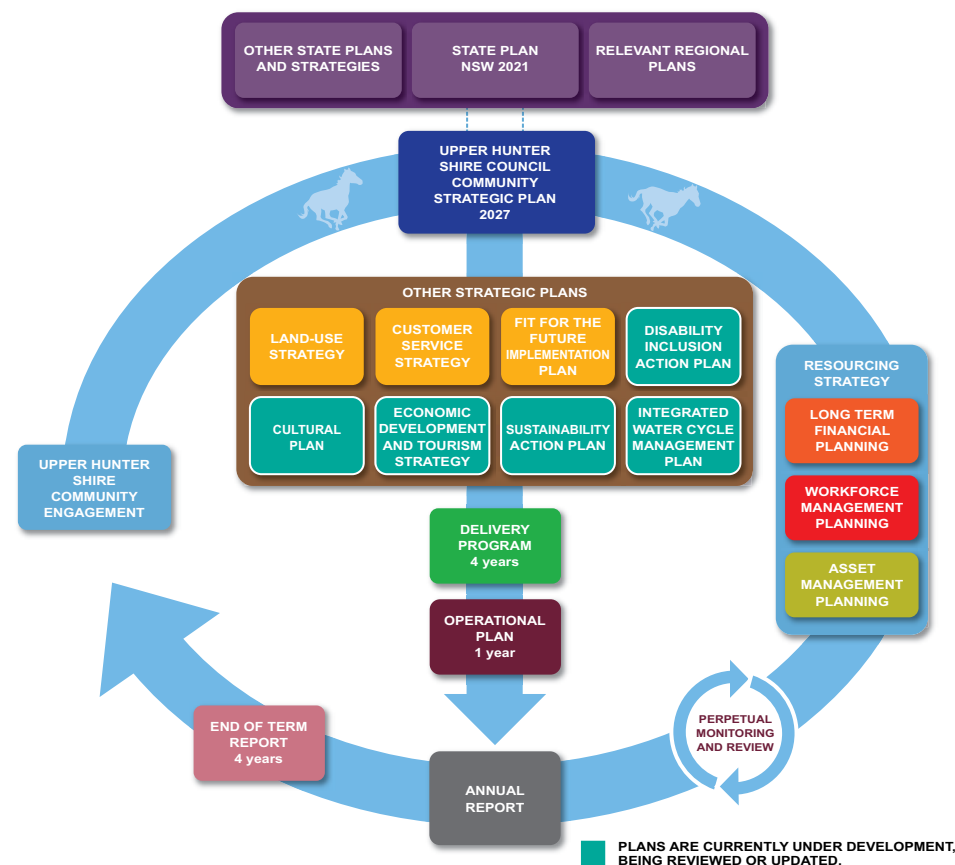 OTHER STATE PLANS
AND STRATEGIES
STATE PLAN
NSW 2021
RELEVANT REGIONAL
PLANS
UPPER HUNTER
SHIRE COUNCIL
COMMUNITY
STRATEGIC PLAN
2027
OTHER STRATEGIC PLANS
LAND-USE
STRATEGY
CUSTOMER
SERVICE
STRATEGY
FIT FOR THE
FUTURE
IMPLEMENTATION
PLAN
DISABILITY
INCLUSION
ACTION PLAN
CULTURAL
PLAN
ECONOMIC
DEVELOPMENT
AND TOURISM
STRATEGY
SUSTAINABILITY
ACTION PLAN
INTEGRATED
WATER CYCLE
MANAGEMENT
PLAN
RESOURCING
STRATEGY
LONG TERM
FINANCIAL
PLANNING
WORKFORCE
MANAGEMENT
PLANNING
ASSET
MANAGEMENT
PLANNING
UPPER HUNTER
SHIRE
COMMUNITY
ENGAGEMENT
DELIVERY
PROGRAM
4 years
OPERATIONAL
PLAN
1 year
PERPETUAL
MONITORING
AND REVIEW
END OF TERM
REPORT
4 years
ANNUAL
REPORT
PLANS ARE CURRENTLY UNDER DEVELOPMENT,
BEING REVIEWED OR UPDATED.